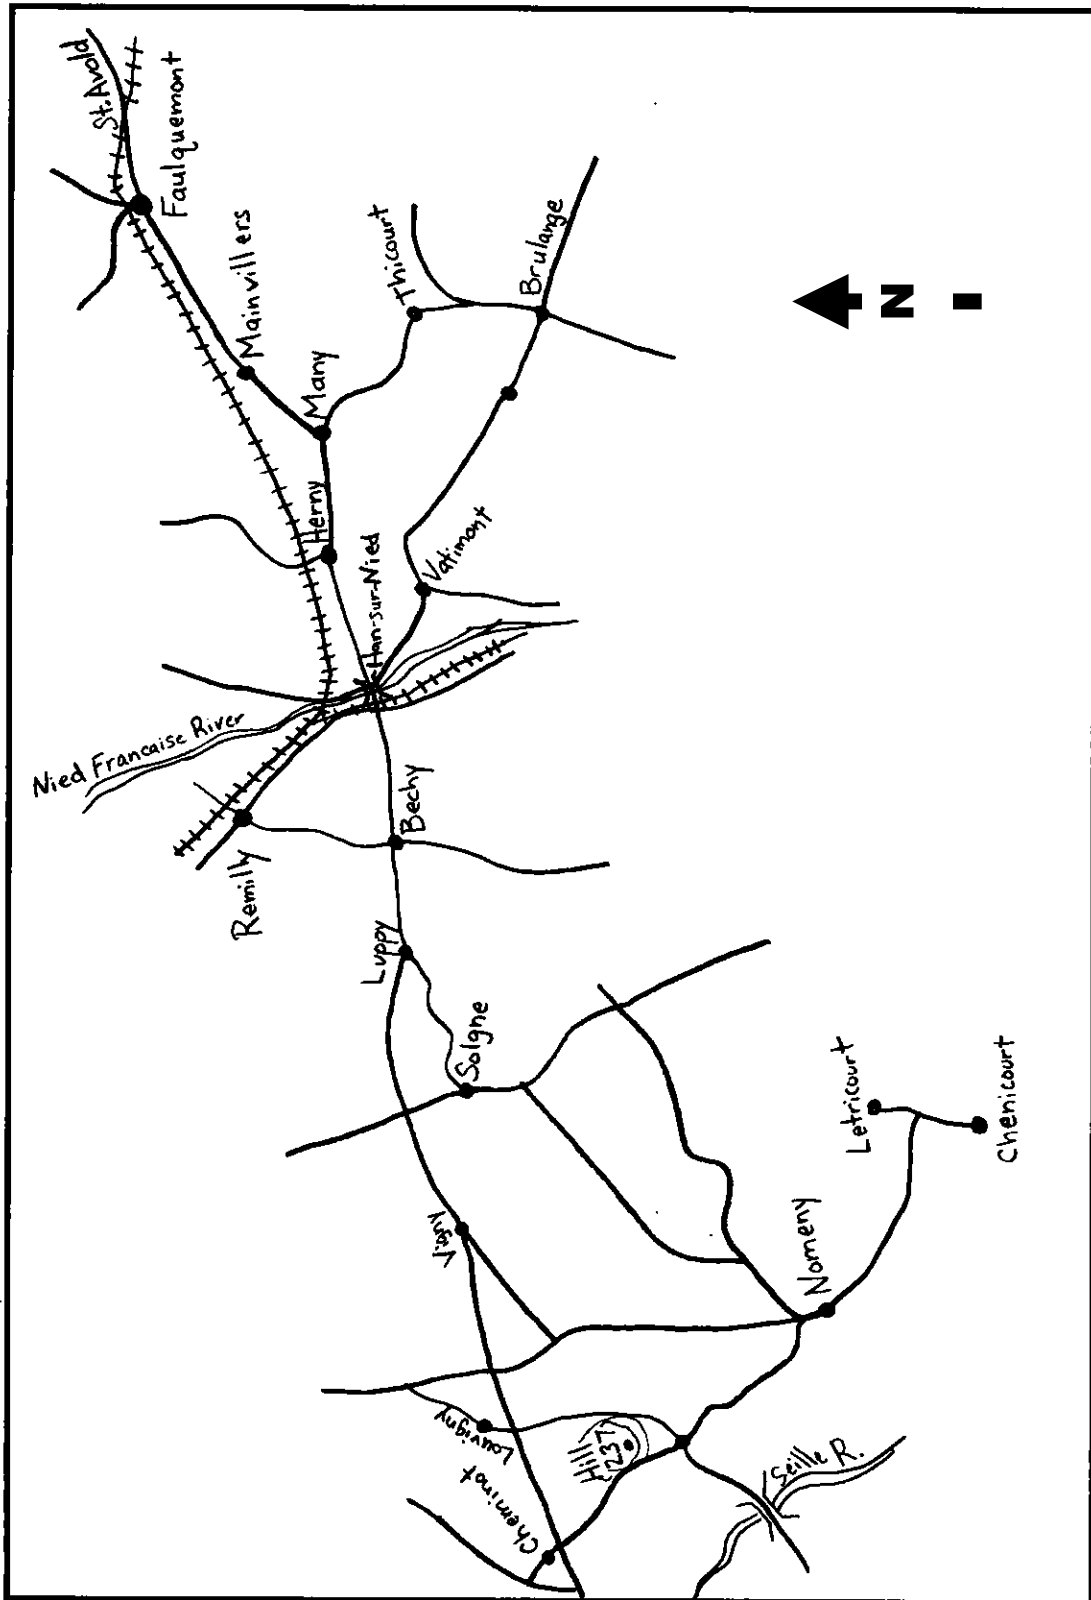 St. Avold
Faulquemont
Mainvillers
Many
Thicourt
Brulange
Herny
Han-sur-Nied
Vatimont
Nied Francaise River
Remilly
Bechy
Luppy
Solgne
Vigny
Louvigny
Cheminot
Hill
237
Seille R.
Nomeny
Letricourt
Chenicourt
N